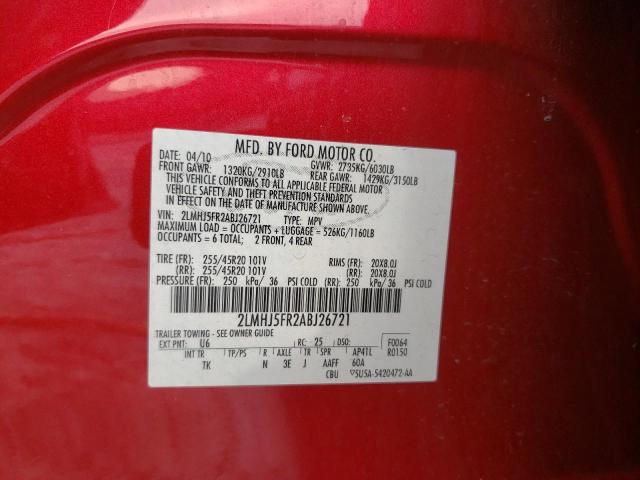 MFD. BY FORD MOTOR CO.
DATE: 04/10 GVWR: 2735KG/6030LB
FRONT GAWR: 1320KG/2910LB REAR GAWR: 1429KG/3150LB
THIS VEHICLE CONFORMS TO ALL APPLICABLE FEDERAL MOTOR
VEHICLE SAFETY AND THEFT PREVENTION STANDARDS
IN EFFECT ON THE DATE OF MANUFACTURE SHOWN ABOVE.
VIN: 2LMHJ5FR2ABJ26721 TYPE: MPV
MAXIMUM LOAD = OCCUPANTS + LUGGAGE = 526KG/1160LB
OCCUPANTS = 6 TOTAL; 2 FRONT, 4 REAR
TIRE (FR): 255/45R20 101V RIMS (FR): 20X8.0J
(RR): 255/45R20 101V (RR): 20X8.0J
PRESSURE (FR): 250 kPa/ 36 PSI COLD (RR): 250 kPa/ 36 PSI COLD
2LMHJ5FR2ABJ26721
TRAILER TOWING - SEE OWNER GUIDE
EXT PNT: U6 RC: 25 DSO: F0064
INT TR TP/PS R AXLE TR SPR AP41L R0150
TK N 3E J AAFF 60A
CBU 5U5A-5420472-AA